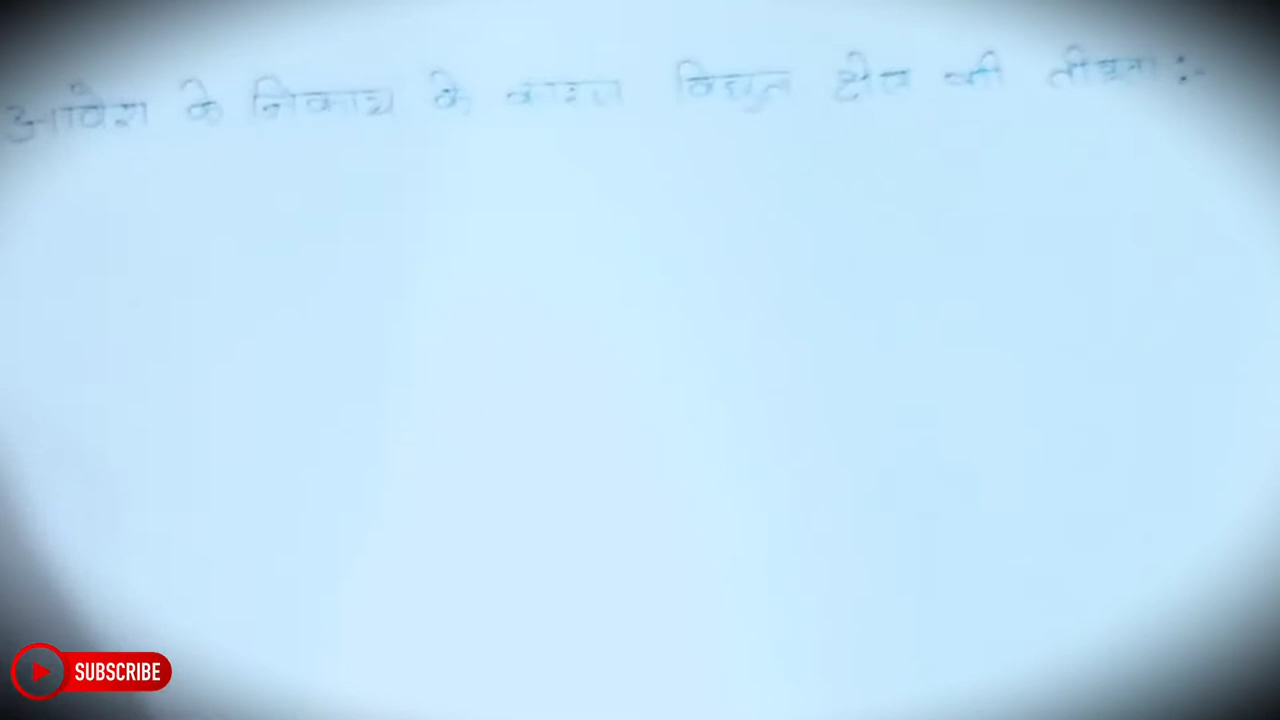 आवेश के निकाय के कारण विद्युत क्षेत्र की तीव्रता :-
SUBSCRIBE